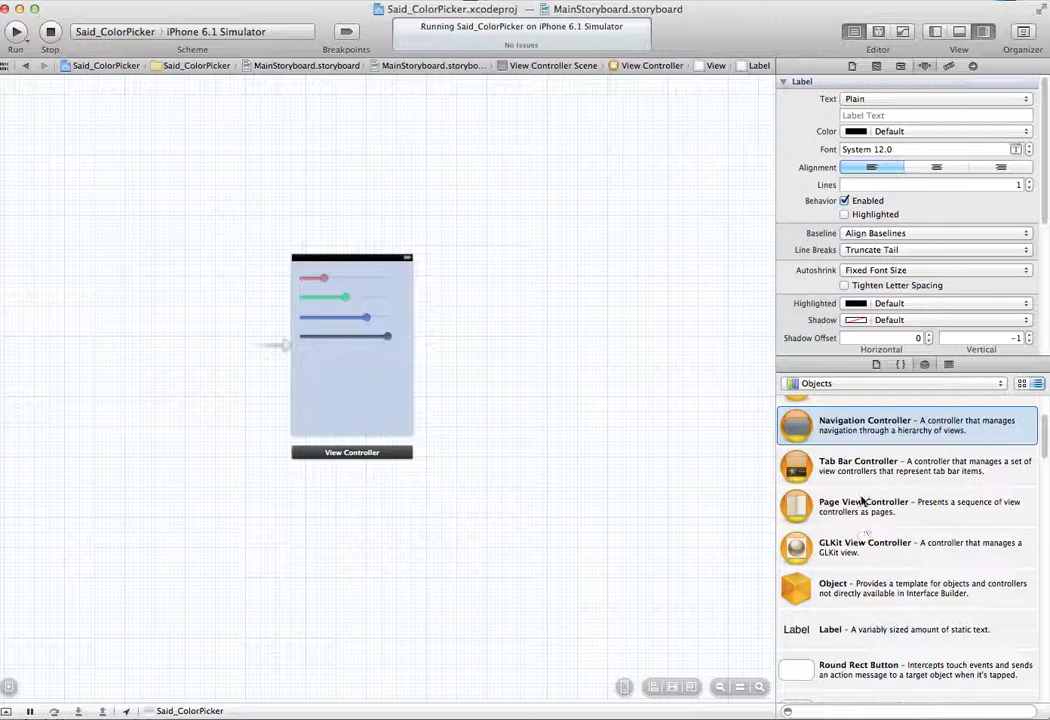 Said_ColorPicker.xcodeproj — MainStoryboard.storyboard
Said_ColorPicker › iPhone 6.1 Simulator
Running Said_ColorPicker on iPhone 6.1 Simulator
No Issues
Run Stop Scheme Breakpoints Editor View Organizer
Said_ColorPicker Said_ColorPicker MainStoryboard.storyboard MainStoryboard.storybo... View Controller Scene View Controller View Label
Label
Text Plain
Label Text
Color Default
Font System 12.0
Alignment
Lines 1
Behavior Enabled
Highlighted
Baseline Align Baselines
Line Breaks Truncate Tail
Autoshrink Fixed Font Size
Tighten Letter Spacing
Highlighted Default
Shadow Default
Shadow Offset 0 -1
Horizontal Vertical
Objects
Navigation Controller – A controller that manages
navigation through a hierarchy of views.
Tab Bar Controller – A controller that manages a set of
view controllers that represent tab bar items.
Page View Controller – Presents a sequence of view
controllers as pages.
GLKit View Controller – A controller that manages a
GLKit view.
Object – Provides a template for objects and controllers
not directly available in Interface Builder.
Label Label – A variably sized amount of static text.
Round Rect Button – Intercepts touch events and sends
an action message to a target object when it's tapped.
View Controller
Said_ColorPicker